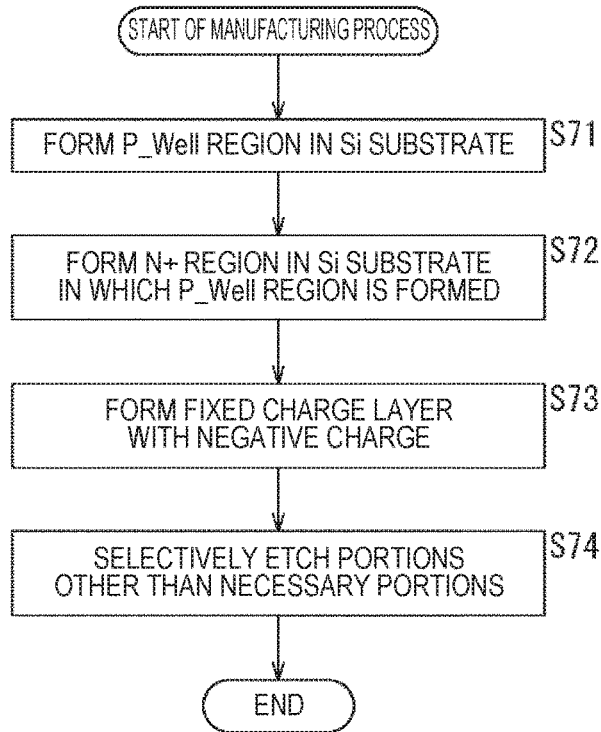 START OF MANUFACTURING PROCESS
FORM P_Well REGION IN Si SUBSTRATE
S71
FORM N+ REGION IN Si SUBSTRATE
IN WHICH P_Well REGION IS FORMED
S72
FORM FIXED CHARGE LAYER
WITH NEGATIVE CHARGE
S73
SELECTIVELY ETCH PORTIONS
OTHER THAN NECESSARY PORTIONS
S74
END